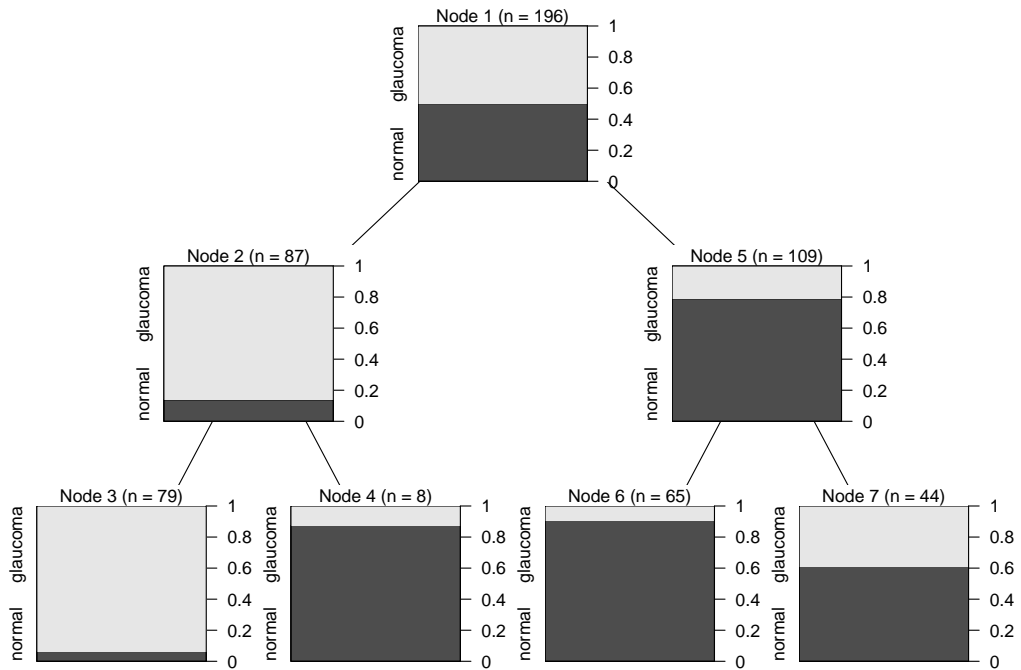 Node 1 (n = 196)
glaucoma
normal
1
0.8
0.6
0.4
0.2
0
Node 2 (n = 87)
glaucoma
normal
1
0.8
0.6
0.4
0.2
0
Node 5 (n = 109)
glaucoma
normal
1
0.8
0.6
0.4
0.2
0
Node 3 (n = 79)
glaucoma
normal
1
0.8
0.6
0.4
0.2
0
Node 4 (n = 8)
glaucoma
normal
1
0.8
0.6
0.4
0.2
0
Node 6 (n = 65)
glaucoma
normal
1
0.8
0.6
0.4
0.2
0
Node 7 (n = 44)
glaucoma
normal
1
0.8
0.6
0.4
0.2
0